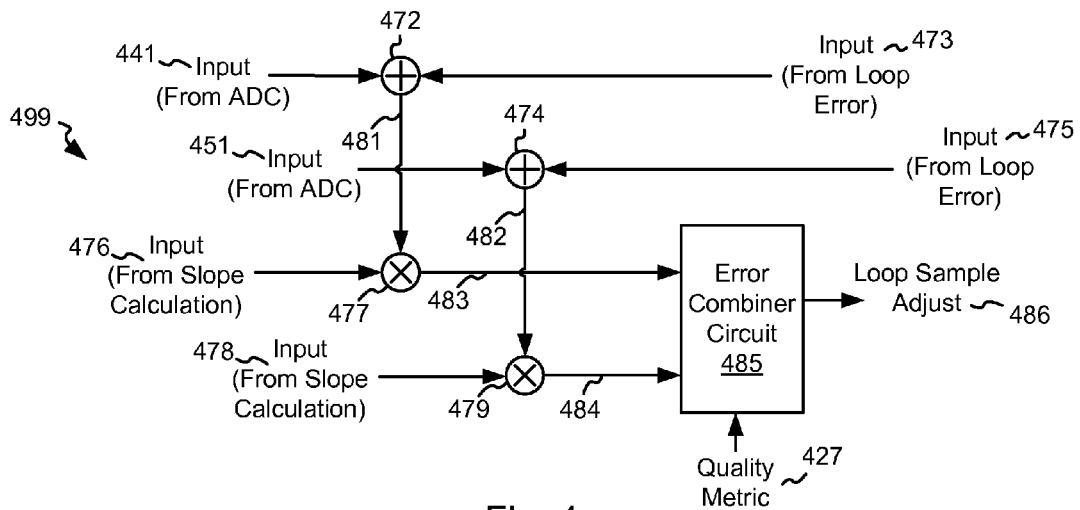 472
441 Input
(From ADC)
Input 473
(From Loop
Error)
499
481
474
451 Input
(From ADC)
Input 475
(From Loop
Error)
482
476 Input
(From Slope
Calculation)
477
483
Error
Combiner
Circuit
485
Loop Sample
Adjust 486
478 Input
(From Slope
Calculation)
479
484
Quality 427
Metric